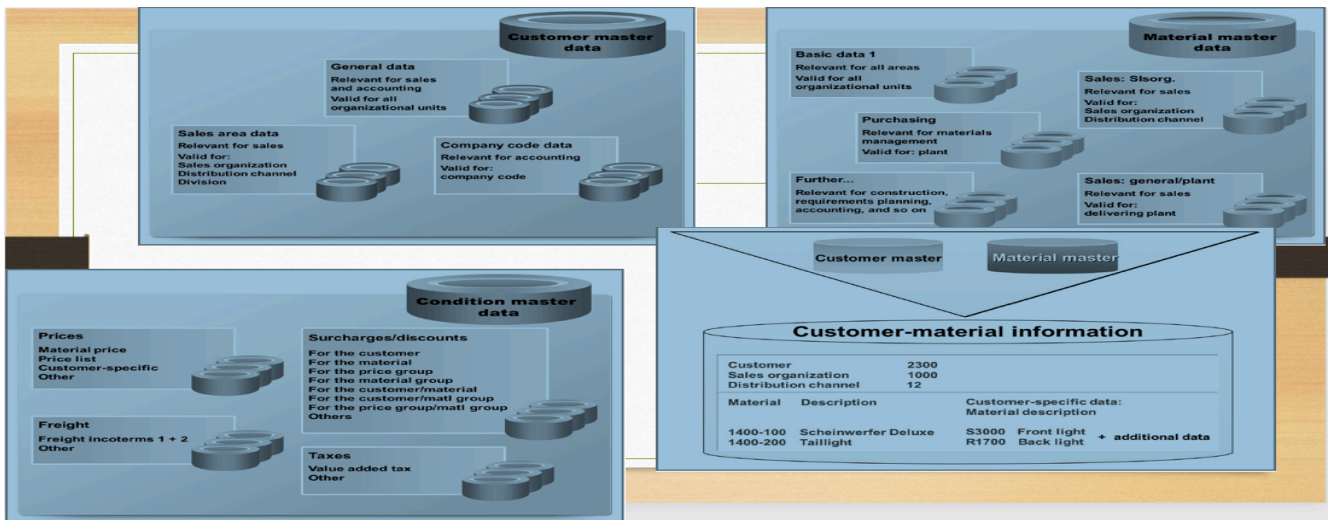 Customer master
data
General data
Relevant for sales
and accounting
Valid for all
organizational units
Sales area data
Relevant for sales
Valid for:
Sales organization
Distribution channel
Division
Company code data
Relevant for accounting
Valid for:
company code
Material master
data
Basic data 1
Relevant for all areas
Valid for all
organizational units
Sales: Slsorg.
Relevant for sales
Valid for:
Sales organization
Distribution channel
Purchasing
Relevant for materials
management
Valid for: plant
Further...
Relevant for construction,
requirements planning,
accounting, and so on
Sales: general/plant
Relevant for sales
Valid for:
delivering plant
Condition master
data
Prices
Material price
Price list
Customer-specific
Other
Surcharges/discounts
For the customer
For the material
For the price group
For the material group
For the customer/material
For the customer/matl group
For the price group/matl group
Others
Freight
Freight incoterms 1 + 2
Other
Taxes
Value added tax
Other
Customer master
Material master
Customer-material information
Customer 2300
Sales organization 1000
Distribution channel 12
Material Description Customer-specific data:
Material description
1400-100 Scheinwerfer Deluxe S3000 Front light
1400-200 Taillight R1700 Back light
+ additional data